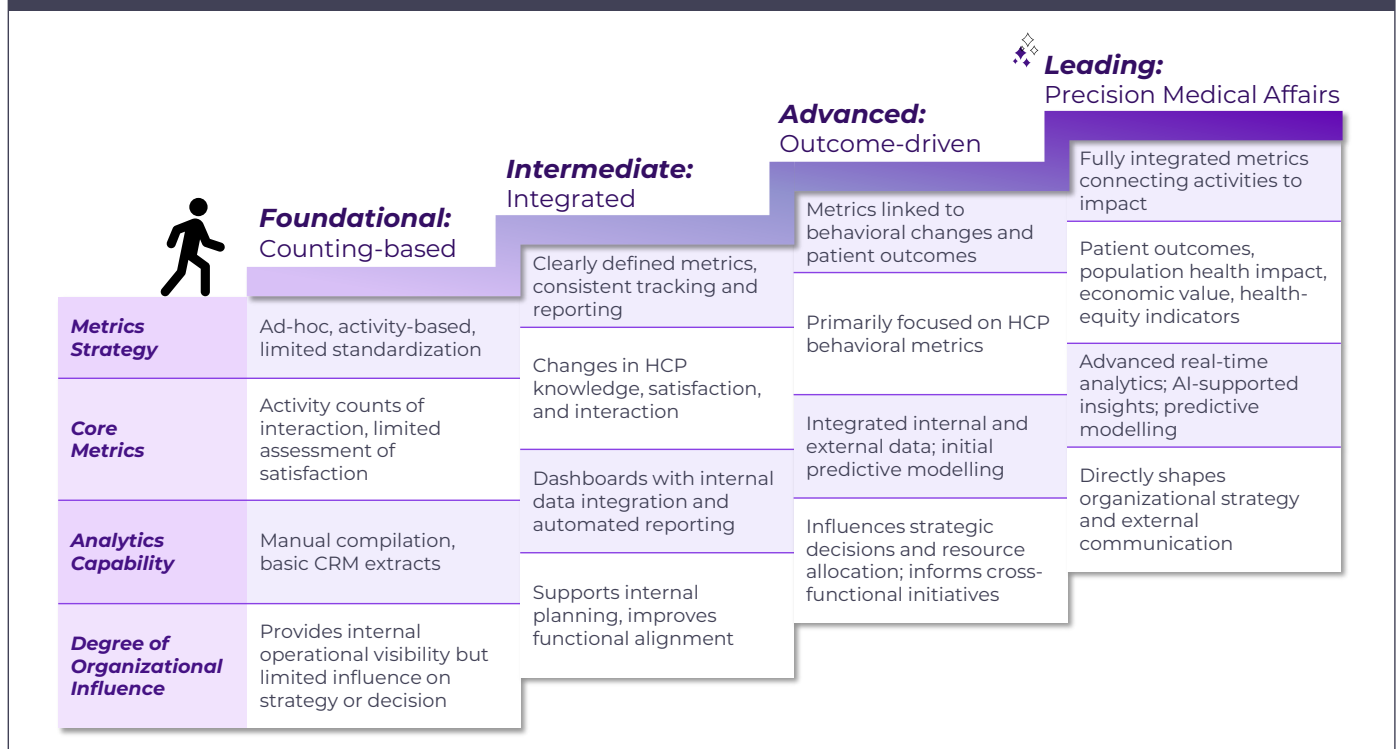 Leading:
Precision Medical Affairs
Advanced:
Outcome-driven
Intermediate:
Integrated
Foundational:
Counting-based
Metrics
Strategy
Ad-hoc, activity-based,
limited standardization
Clearly defined metrics,
consistent tracking and
reporting
Metrics linked to
behavioral changes and
patient outcomes
Fully integrated metrics
connecting activities to
impact
Core
Metrics
Activity counts of
interaction, limited
assessment of
satisfaction
Changes in HCP
knowledge, satisfaction,
and interaction
Primarily focused on HCP
behavioral metrics
Patient outcomes,
population health impact,
economic value, health-
equity indicators
Analytics
Capability
Manual compilation,
basic CRM extracts
Dashboards with internal
data integration and
automated reporting
Integrated internal and
external data; initial
predictive modelling
Advanced real-time
analytics; AI-supported
insights; predictive
modelling
Degree of
Organizational
Influence
Provides internal
operational visibility but
limited influence on
strategy or decision
Supports internal
planning, improves
functional alignment
Influences strategic
decisions and resource
allocation; informs cross-
functional initiatives
Directly shapes
organizational strategy
and external
communication